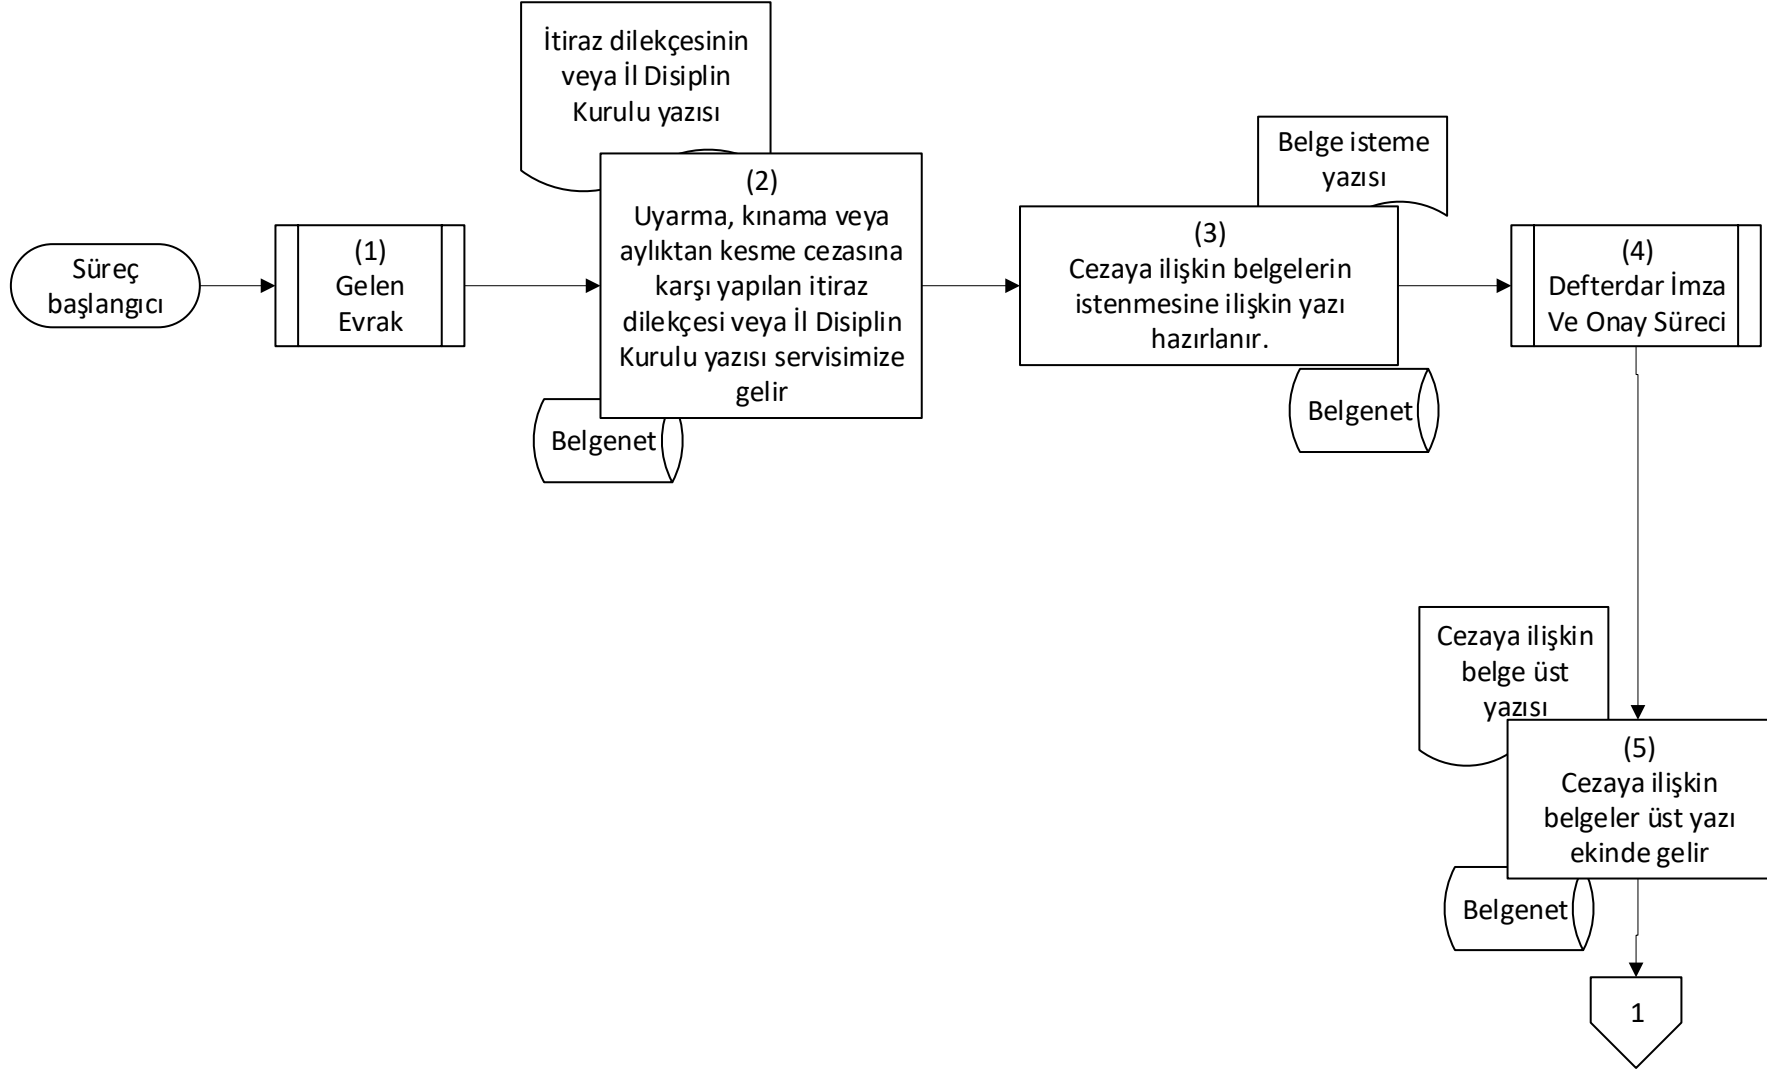 Süreç
başlangıcı
(1)
Gelen
Evrak
İtiraz dilekçesinin
veya İl Disiplin
Kurulu yazısı
(2)
Uyarma, kınama veya
aylıktan kesme cezasına
karşı yapılan itiraz
dilekçesi veya İl Disiplin
Kurulu yazısı servisimize
gelir
Belgenet
Belge isteme
yazısı
(3)
Cezaya ilişkin belgelerin
istenmesine ilişkin yazı
hazırlanır.
Belgenet
(4)
Defterdar İmza
Ve Onay Süreci
Cezaya ilişkin
belge üst
yazısı
(5)
Cezaya ilişkin
belgeler üst yazı
ekinde gelir
Belgenet
1